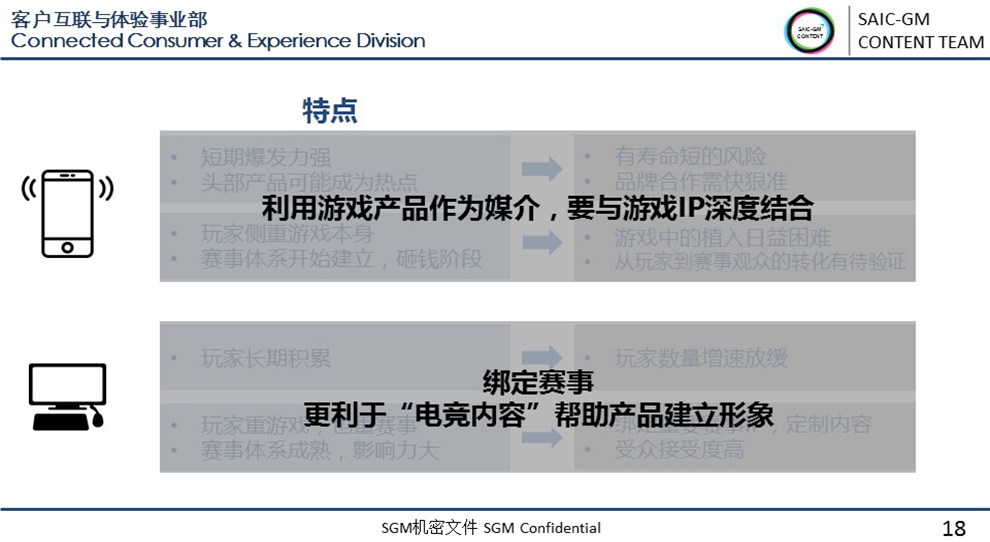 客户互联与体验事业部
Connected Consumer & Experience Division
SAIC-GM
CONTENT
SAIC-GM
CONTENT TEAM
特点
• 短期爆发力强
• 头部产品可能成为热点
• 有寿命短的风险
• 品牌合作需快狠准
利用游戏产品作为媒介，要与游戏IP深度结合
• 玩家侧重游戏本身
• 赛事体系开始建立，砸钱阶段
• 游戏中的植入日益困难
• 从玩家到赛事观众的转化有待验证
• 玩家长期积累
• 玩家数量增速放缓
绑定赛事
更利于“电竞内容”帮助产品建立形象
• 玩家重游戏，
• 赛事体系成熟，影响力大
，定制内容
• 受众接受度高
SGM机密文件 SGM Confidential
18